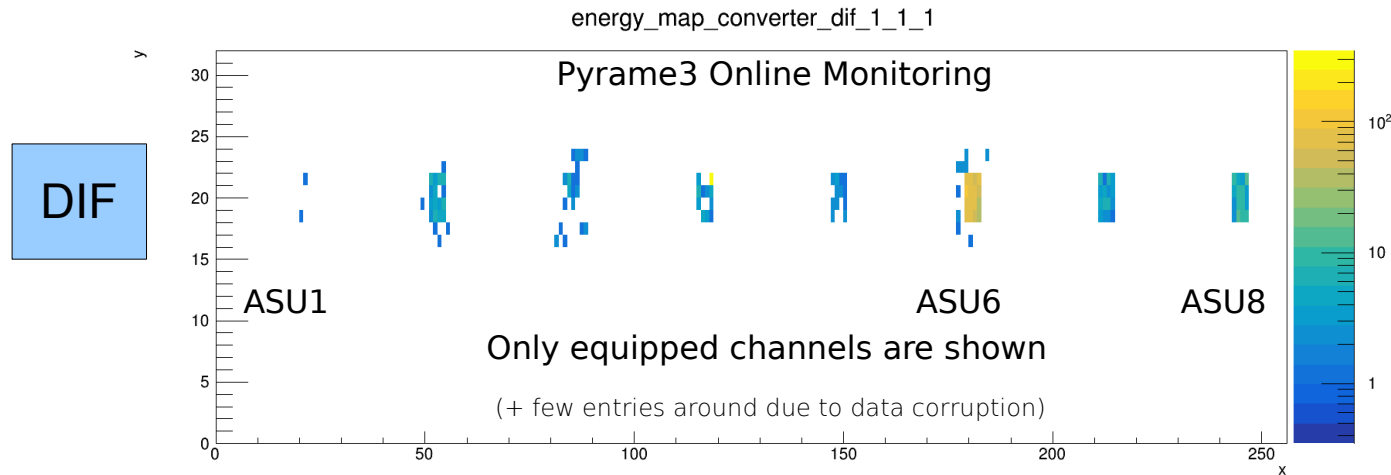 energy_map_converter_dif_1_1_1
y
Pyrame3 Online Monitoring
DIF
ASU1
ASU6
ASU8
Only equipped channels are shown
(+ few entries around due to data corruption)
30
25
20
15
10
5
0
0 50 100 150 200 250
x
10²
10
1